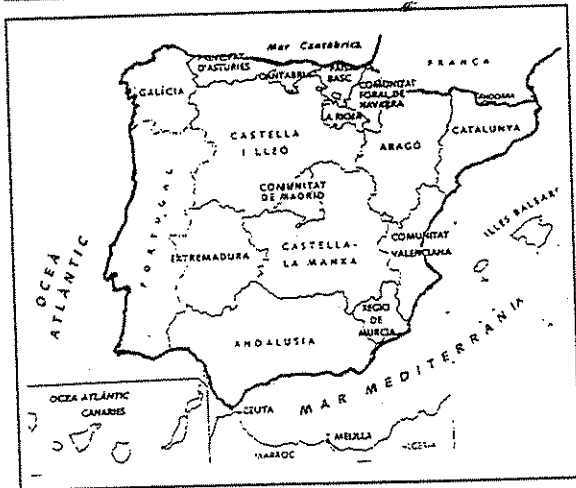 Mar Cantàbrica
PRINCIPAT
D'ASTURIES
CANTABRIA
PAÍS
BASC
FRANÇA
GALÍCIA
COMUNITAT
FORAL DE
NAVARRA
ANDORRA
LA RIOJA
CATALUNYA
CASTELLA
I LLEÓ
ARAGÓ
COMUNITAT
DE MADRID
PORTUGAL
ILLES BALEARS
COMUNITAT
VALENCIANA
EXTREMADURA
CASTELLA-
LA MANXA
OCEÀ
ATLÀNTIC
REGIÓ
DE
MURCIA
ANDALUSIA
MAR MEDITERRÀNIA
OCEÀ ATLÀNTIC
CANARIES
CEUTA
MELILLA
MARROC